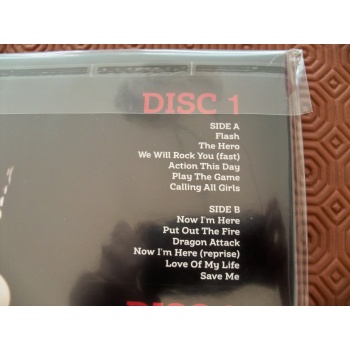 DISC 1
SIDE A
Flash
The Hero
We Will Rock You (fast)
Action This Day
Play The Game
Calling All Girls
SIDE B
Now I'm Here
Put Out The Fire
Dragon Attack
Now I'm Here (reprise)
Love Of My Life
Save Me